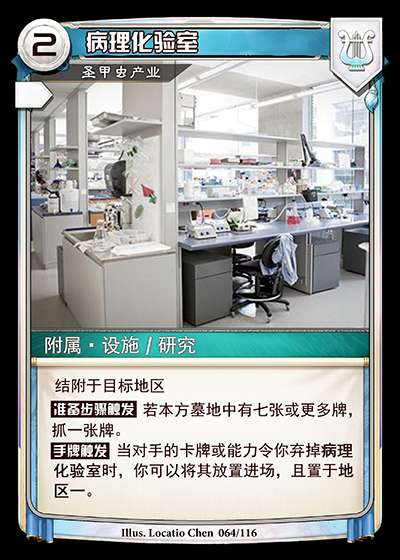 2
病理化验室
圣甲虫产业
附属·设施/研究
结附于目标地区
准备步骤触发 若本方墓地中有七张或更多牌,
抓一张牌。
手牌触发 当对手的卡牌或能力令你弃掉病理
化验室时，你可以将其放置进场，且置于地
区一。
Illus. Locatio Chen 064/116